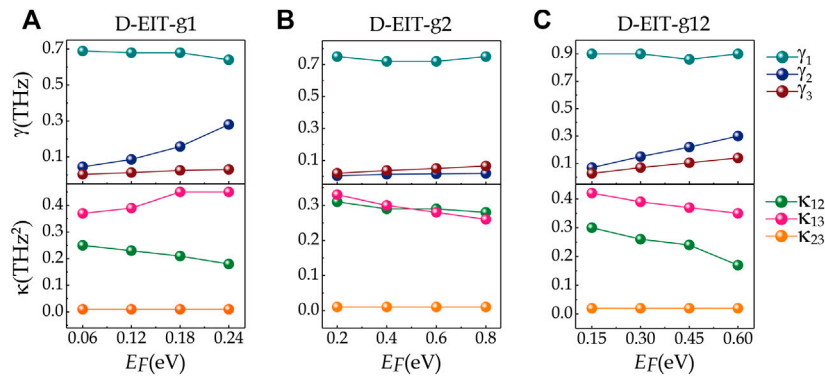 A D-EIT-g1
B D-EIT-g2
C D-EIT-g12
γ(THz)
0.7
0.5
0.3
0.1
0.7
0.5
0.3
0.1
0.9
0.7
0.5
0.3
0.1
γ1
γ2
γ3
κ(THz²)
0.4
0.3
0.2
0.1
0.0
0.3
0.2
0.1
0.0
0.4
0.3
0.2
0.1
0.0
κ12
κ13
κ23
0.06 0.12 0.18 0.24
0.2 0.4 0.6 0.8
0.15 0.30 0.45 0.60
EF(eV)
EF(eV)
EF(eV)